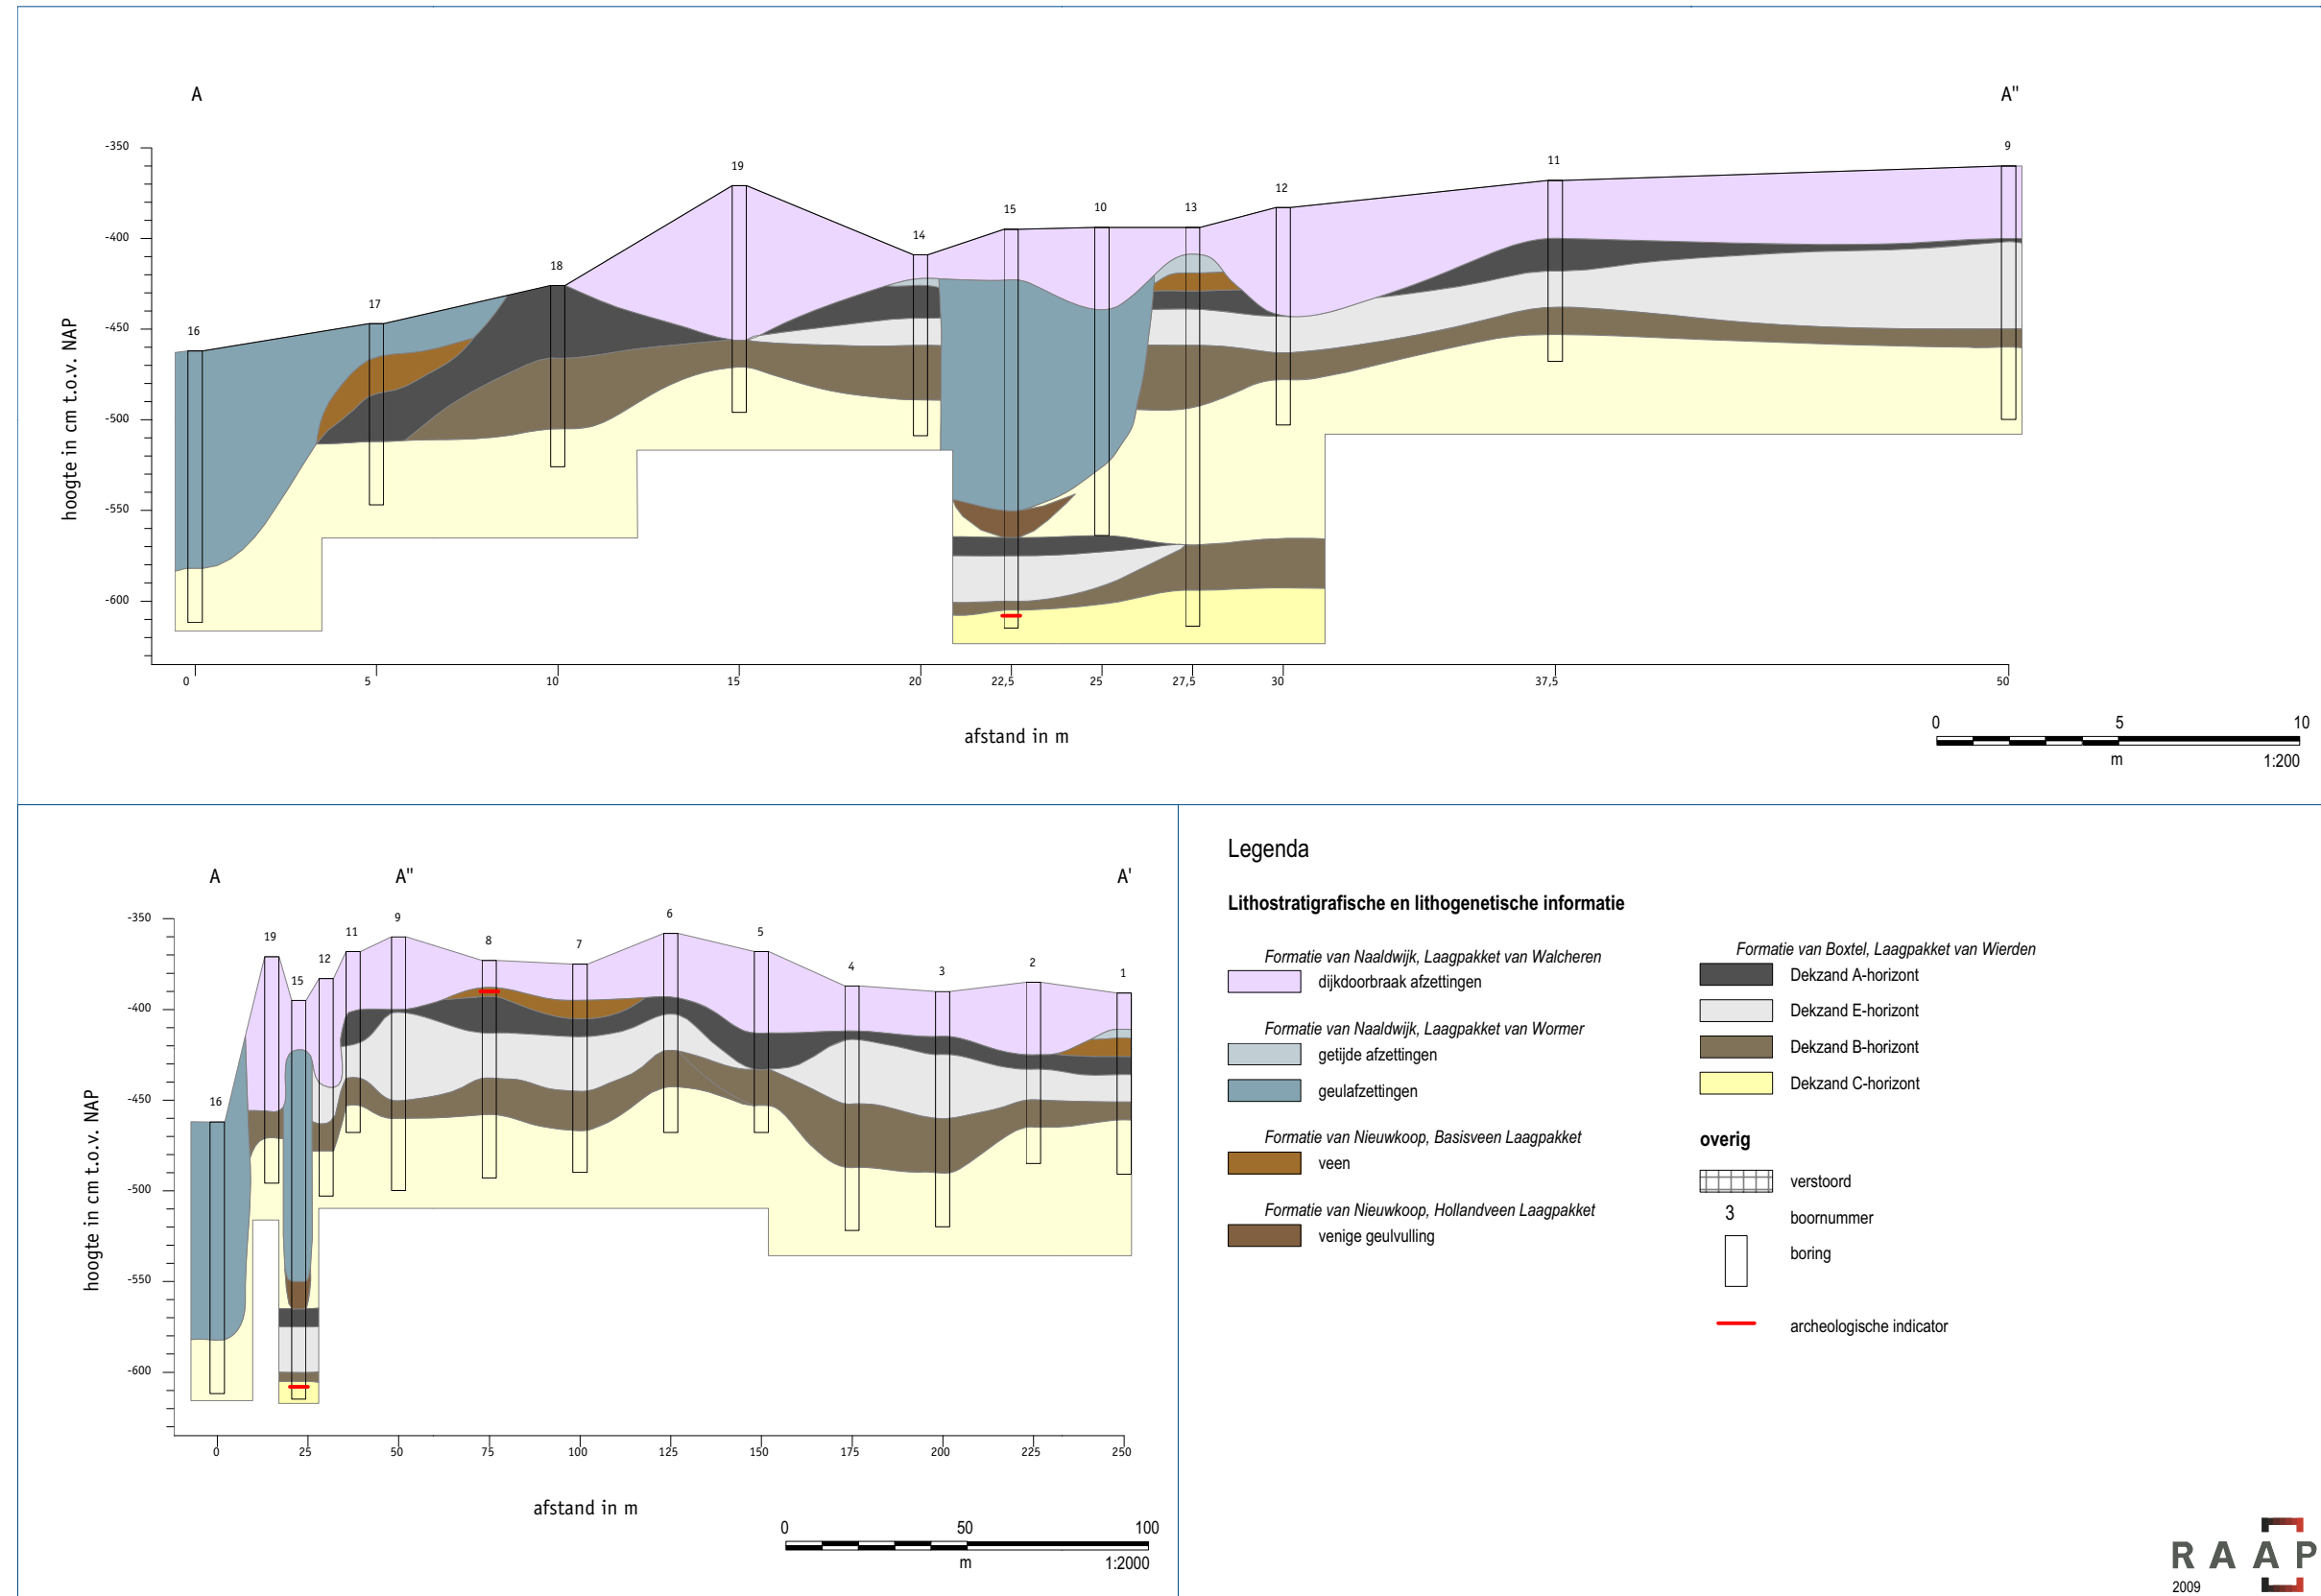 A A"
19 11 9
12
15 10 13
14
18
17
16
-350
-400
-450
-500
-550
-600
hoogte in cm t.o.v. NAP
0 5 10 15 20 22,5 25 27,5 30 37,5 50
afstand in m
0 5 10
m 1:200
A A" A'
19 11 9 8 7 6 5 4 3 2 1
15 12
16
-350
-400
-450
-500
-550
-600
hoogte in cm t.o.v. NAP
0 25 50 75 100 125 150 175 200 225 250
afstand in m
0 50 100
m 1:2000
Legenda
Lithostratigrafische en lithogenetische informatie
Formatie van Naaldwijk, Laagpakket van Walcheren
dijkdoorbraak afzettingen
Formatie van Naaldwijk, Laagpakket van Wormer
getijde afzettingen
geulafzettingen
Formatie van Nieuwkoop, Basisveen Laagpakket
veen
Formatie van Nieuwkoop, Hollandveen Laagpakket
venige geulvulling
Formatie van Boxtel, Laagpakket van Wierden
Dekzand A-horizont
Dekzand E-horizont
Dekzand B-horizont
Dekzand C-horizont
overig
verstoord
3 boornummer
boring
archeologische indicator
RAAP
2009